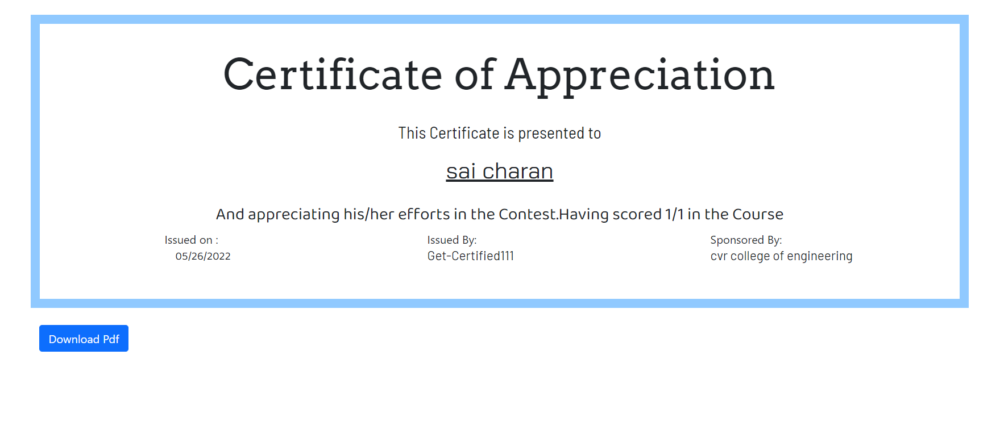 Certificate of Appreciation
This Certificate is presented to
sai charan
And appreciating his/her efforts in the Contest.Having scored 1/1 in the Course
Issued on :
05/26/2022
Issued By:
Get-Certified111
Sponsored By:
cvr college of engineering
Download Pdf